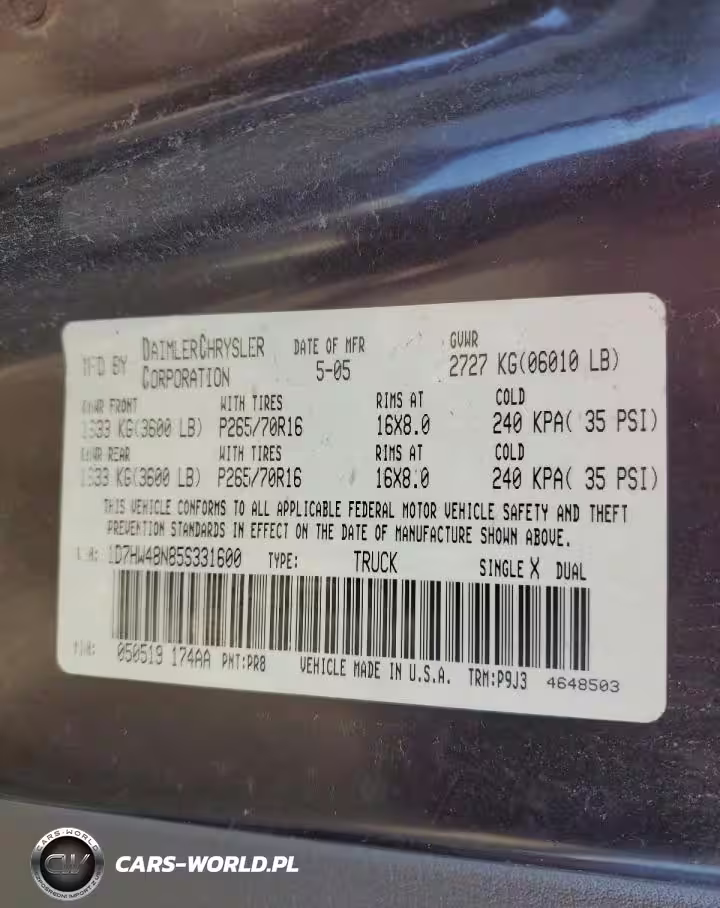 MFD BY DAIMLERCHRYSLER CORPORATION DATE OF MFR 5-05 GVWR 2727 KG(06010 LB)
GAWR FRONT WITH TIRES RIMS AT COLD
1633 KG(3600 LB) P265/70R16 16X8.0 240 KPA( 35 PSI)
GAWR REAR WITH TIRES RIMS AT COLD
1633 KG(3600 LB) P265/70R16 16X8.0 240 KPA( 35 PSI)
THIS VEHICLE CONFORMS TO ALL APPLICABLE FEDERAL MOTOR VEHICLE SAFETY AND THEFT
PREVENTION STANDARDS IN EFFECT ON THE DATE OF MANUFACTURE SHOWN ABOVE.
1D7HW48N85S331600 TYPE: TRUCK SINGLE X DUAL
050519 174AA PNT:PR8 VEHICLE MADE IN U.S.A. TRM:P9J3 4648503
CARS-WORLD
CW
CARS-WORLD.PL